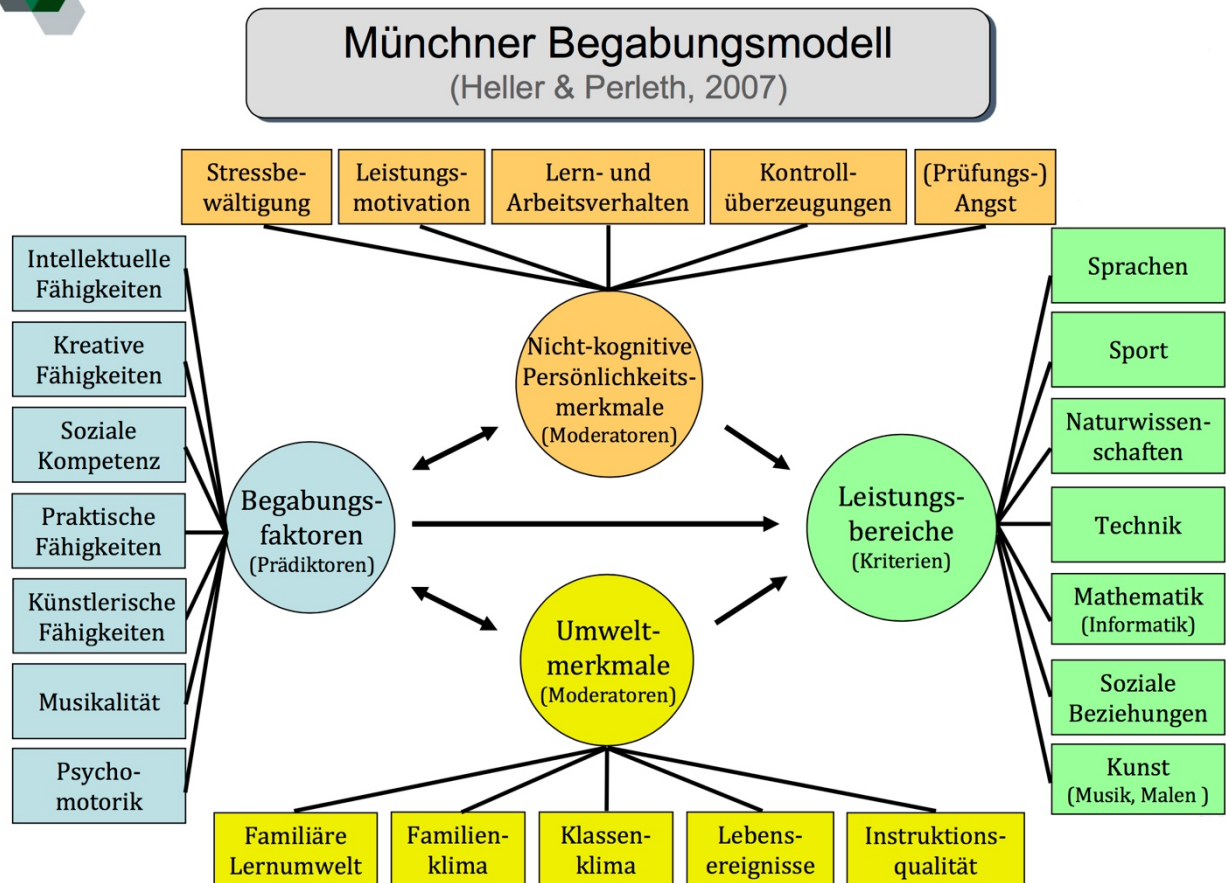 Münchner Begabungsmodell
(Heller & Perleth, 2007)
Stressbe-
wältigung
Leistungs-
motivation
Lern- und
Arbeitsverhalten
Kontroll-
überzeugungen
(Prüfungs-)
Angst
Intellektuelle
Fähigkeiten
Kreative
Fähigkeiten
Soziale
Kompetenz
Praktische
Fähigkeiten
Künstlerische
Fähigkeiten
Musikalität
Psycho-
motorik
Begabungs-
faktoren
(Prädiktoren)
Nicht-kognitive
Persönlichkeits-
merkmale
(Moderatoren)
Umwelt-
merkmale
(Moderatoren)
Leistungs-
bereiche
(Kriterien)
Sprachen
Sport
Naturwissen-
schaften
Technik
Mathematik
(Informatik)
Soziale
Beziehungen
Kunst
(Musik, Malen )
Familiäre
Lernumwelt
Familien-
klima
Klassen-
klima
Lebens-
ereignisse
Instruktions-
qualität